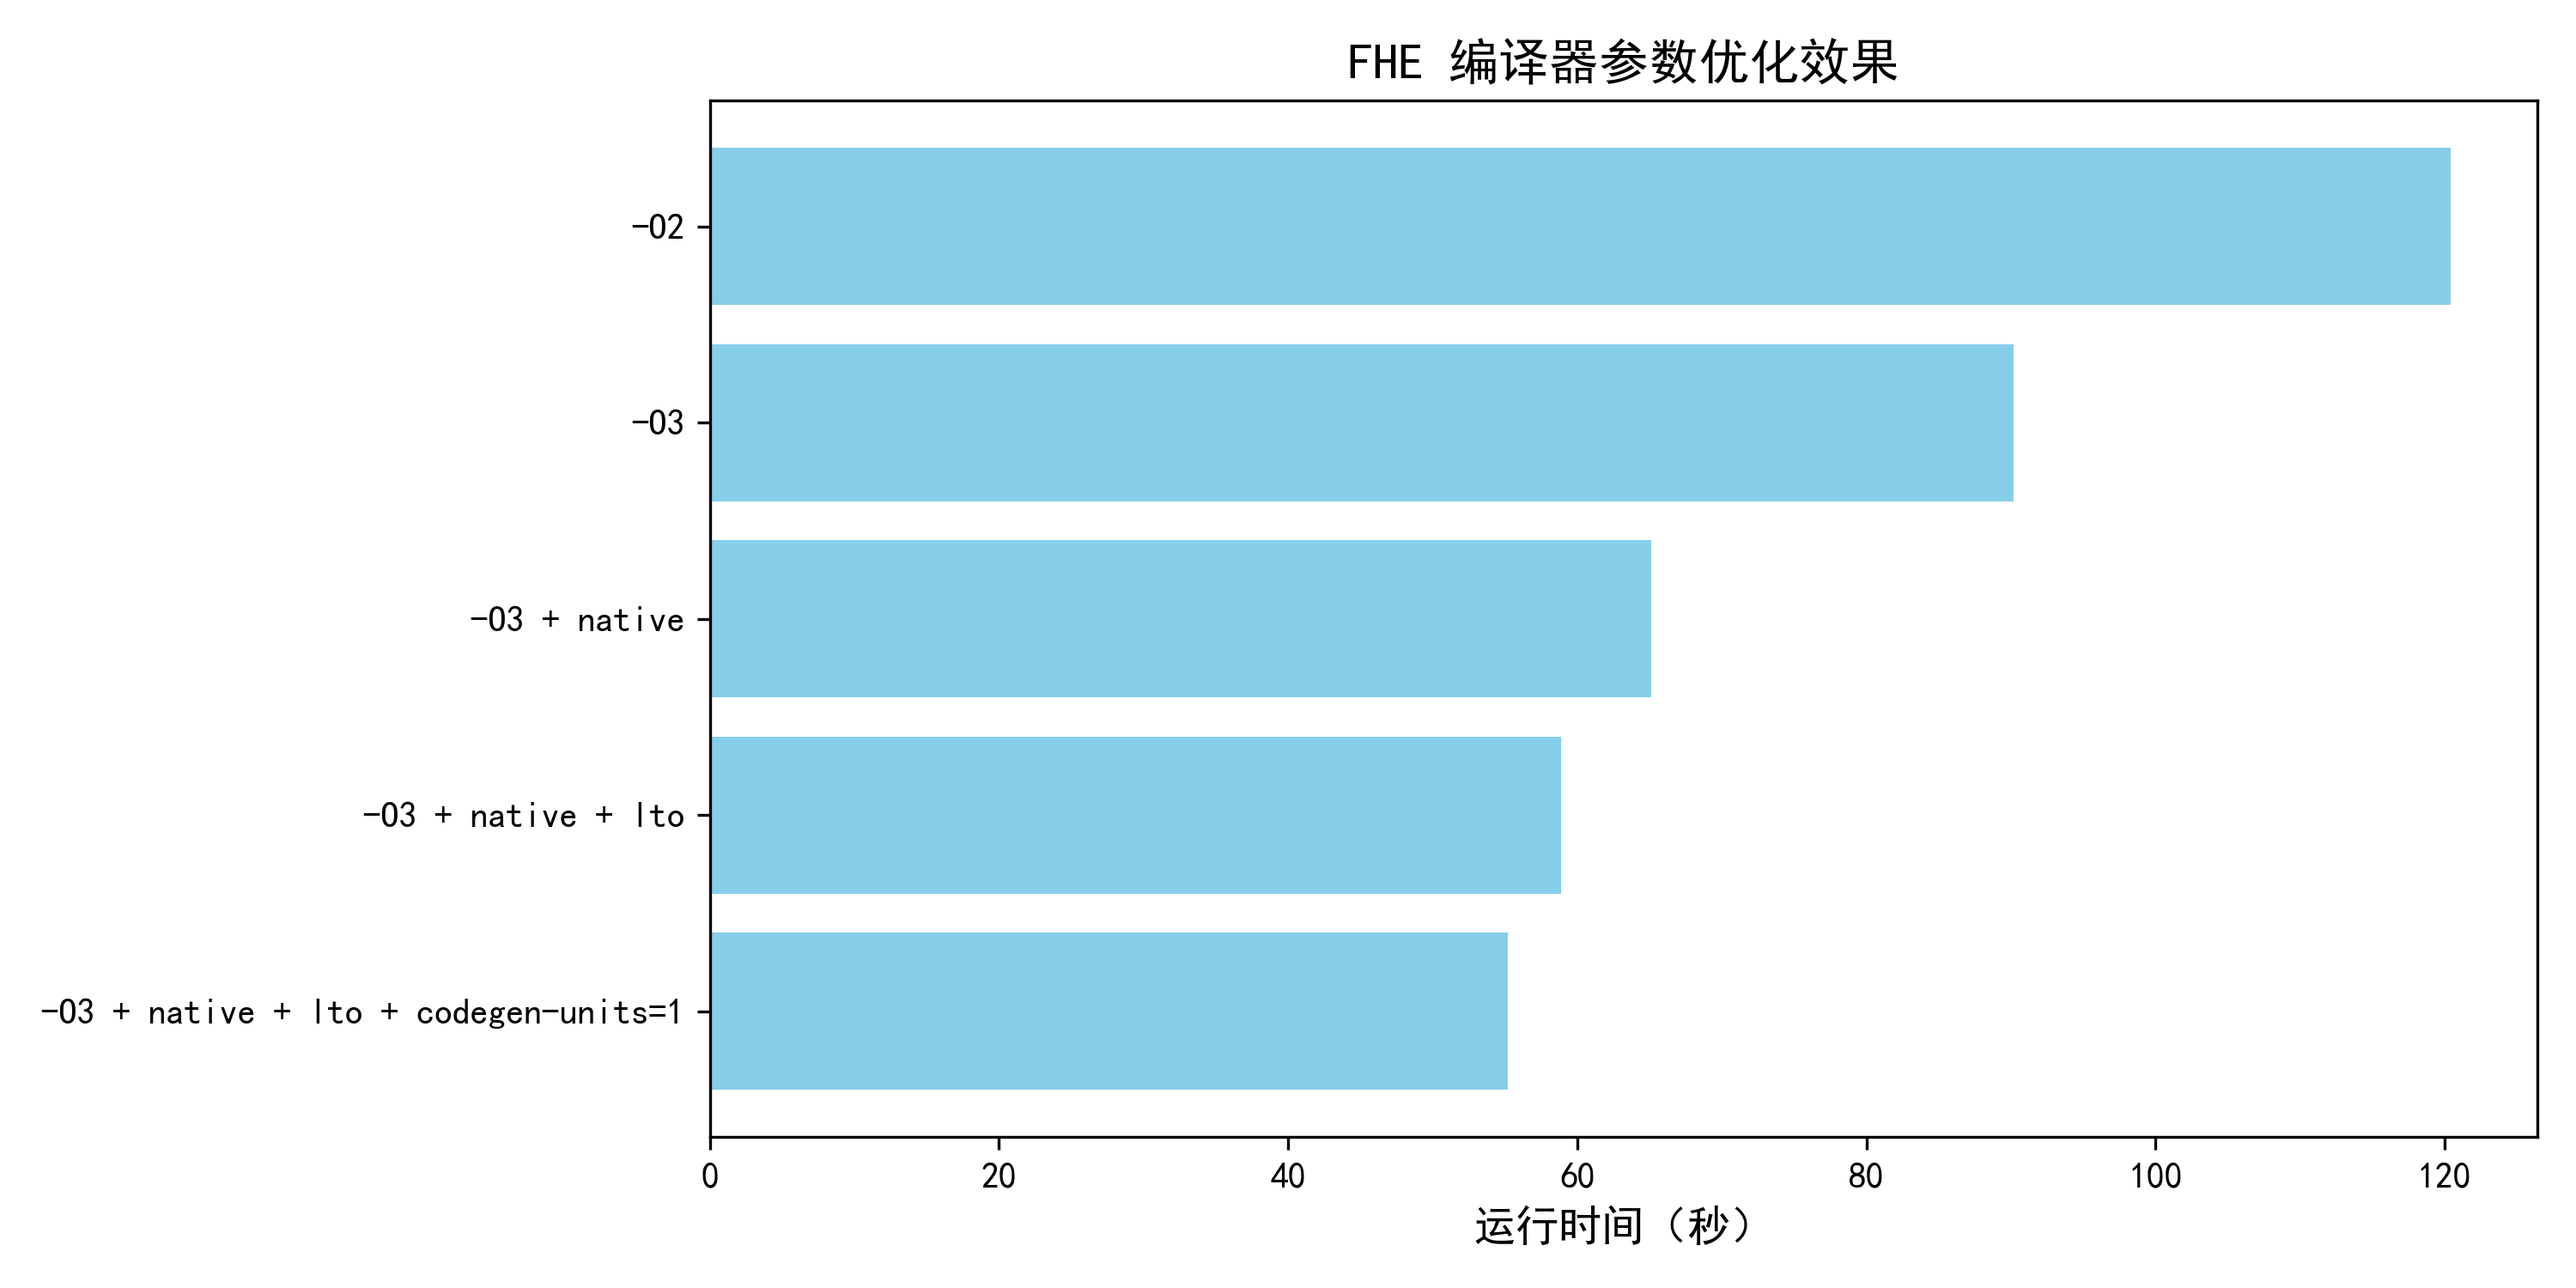 FHE 编译器参数优化效果
-O2
-O3
-O3 + native
-O3 + native + lto
-O3 + native + lto + codegen-units=1
0 20 40 60 80 100 120
运行时间（秒）